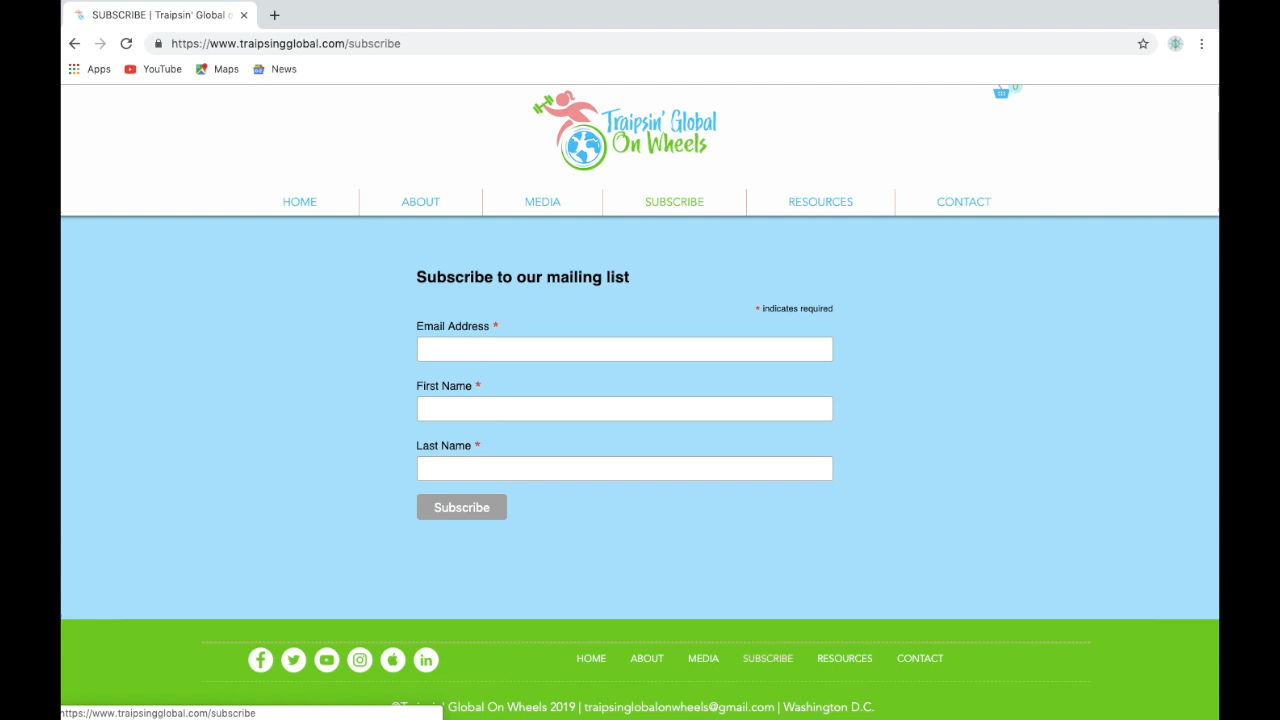 SUBSCRIBE | Traipsin' Global o
https://www.traipsingglobal.com/subscribe
Apps YouTube Maps News
0
Traipsin' Global
On Wheels
HOME ABOUT MEDIA SUBSCRIBE RESOURCES CONTACT
Subscribe to our mailing list
* indicates required
Email Address *
First Name *
Last Name *
Subscribe
HOME ABOUT MEDIA SUBSCRIBE RESOURCES CONTACT
©Traipsin' Global On Wheels 2019 | traipsinglobalonwheels@gmail.com | Washington D.C.
https://www.traipsingglobal.com/subscribe